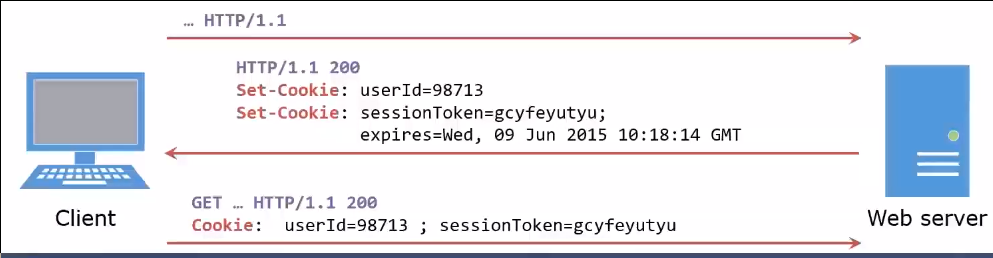 … HTTP/1.1
HTTP/1.1 200
Set-Cookie: userId=98713
Set-Cookie: sessionToken=gcyfeyutyu;
expires=Wed, 09 Jun 2015 10:18:14 GMT
GET … HTTP/1.1 200
Cookie: userId=98713 ; sessionToken=gcyfeyutyu
Client
Web server